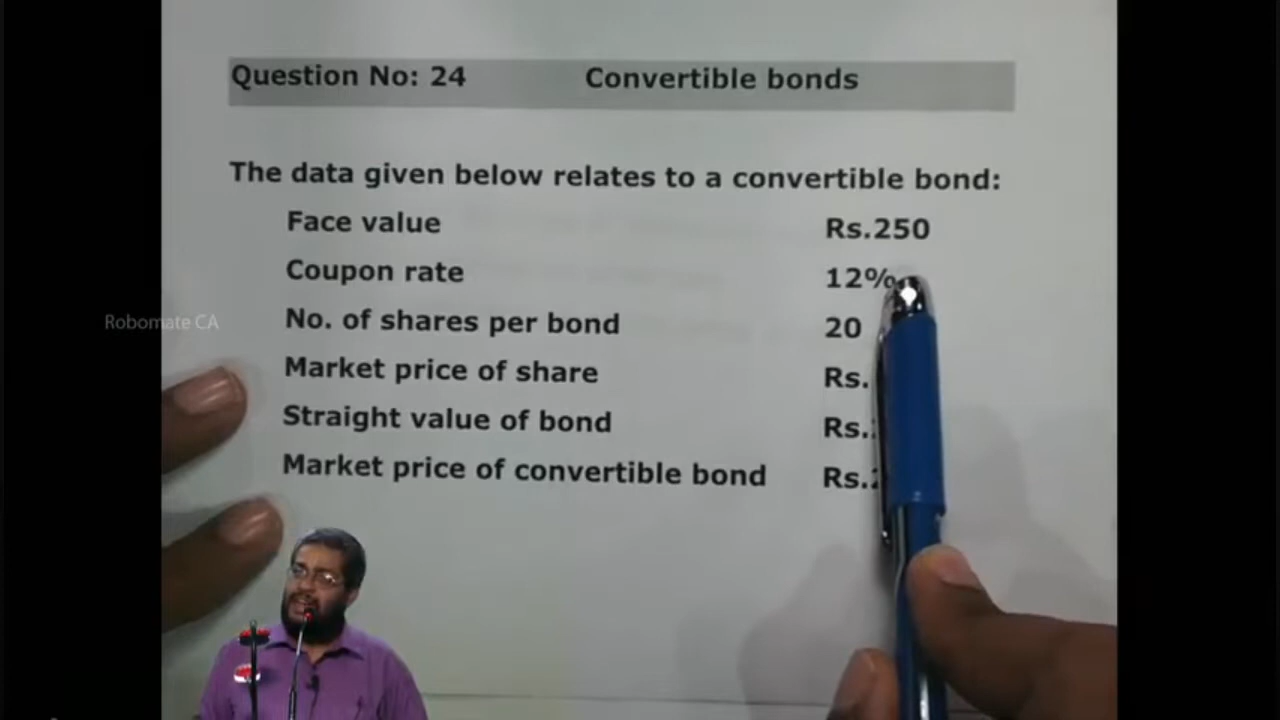 Question No: 24 Convertible bonds
The data given below relates to a convertible bond:
Face value Rs.250
Coupon rate 12%
No. of shares per bond 20
Market price of share Rs.
Straight value of bond Rs.
Market price of convertible bond Rs.
Robomate CA